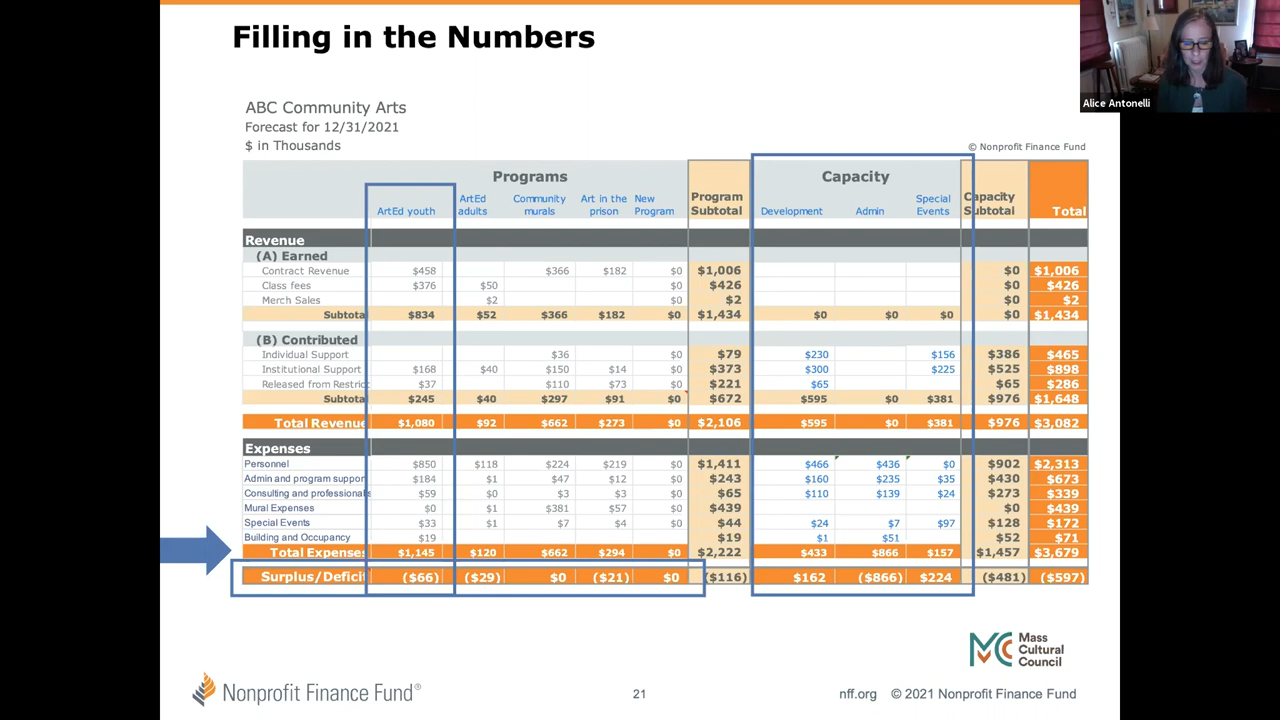 Filling in the Numbers
Alice Antonelli
ABC Community Arts
Forecast for 12/31/2021
$ in Thousands
© Nonprofit Finance Fund
Programs Capacity
ArtEd youth ArtEd adults Community murals Art in the prison New Program Program Subtotal Development Admin Special Events Capacity Subtotal Total
Revenue
(A) Earned
Contract Revenue $458 $366 $182 $0 $1,006 $0 $1,006
Class fees $376 $50 $0 $426 $0 $426
Merch Sales $2 $0 $2 $0 $2
Subtotal $834 $52 $366 $182 $0 $1,434 $0 $0 $0 $0 $1,434
(B) Contributed
Individual Support $36 $0 $79 $230 $156 $386 $465
Institutional Support $168 $40 $150 $14 $0 $373 $300 $225 $525 $898
Released from Restric $37 $110 $73 $0 $221 $65 $65 $286
Subtotal $245 $40 $297 $91 $0 $672 $595 $0 $381 $976 $1,648
Total Revenue $1,080 $92 $662 $273 $0 $2,106 $595 $0 $381 $976 $3,082
Expenses
Personnel $850 $118 $224 $219 $0 $1,411 $466 $436 $0 $902 $2,313
Admin and program support $184 $1 $47 $12 $0 $243 $160 $235 $35 $430 $673
Consulting and professionals $59 $0 $3 $3 $0 $65 $110 $139 $24 $273 $339
Mural Expenses $0 $1 $381 $57 $0 $439 $0 $439
Special Events $33 $1 $7 $4 $0 $44 $24 $7 $97 $128 $172
Building and Occupancy $19 $19 $1 $51 $52 $71
Total Expenses $1,145 $120 $662 $294 $0 $2,222 $433 $866 $157 $1,457 $3,679
Surplus/Deficit ($66) ($29) $0 ($21) $0 ($116) $162 ($866) $224 ($481) ($597)
Mass
Cultural
Council
Nonprofit Finance Fund®
21
nff.org © 2021 Nonprofit Finance Fund